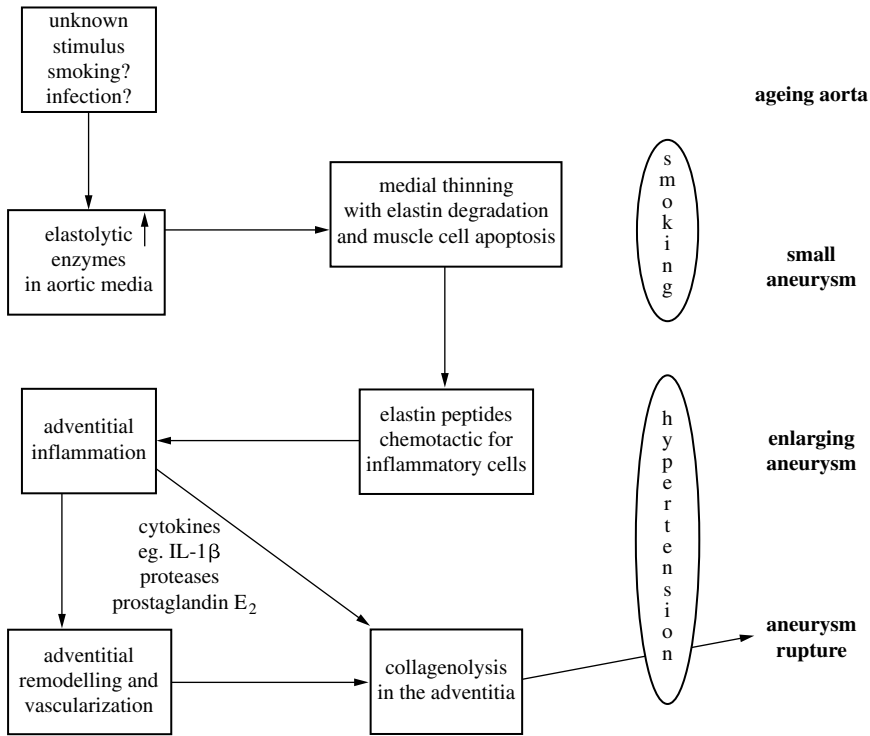 unknown
stimulus
smoking?
infection?
ageing aorta
elastolytic
enzymes
in aortic media
medial thinning
with elastin degradation
and muscle cell apoptosis
smoking
small
aneurysm
adventitial
inflammation
elastin peptides
chemotactic for
inflammatory cells
hypertension
enlarging
aneurysm
cytokines
eg. IL-1β
proteases
prostaglandin E₂
adventitial
remodelling and
vascularization
collagenolysis
in the adventitia
aneurysm
rupture